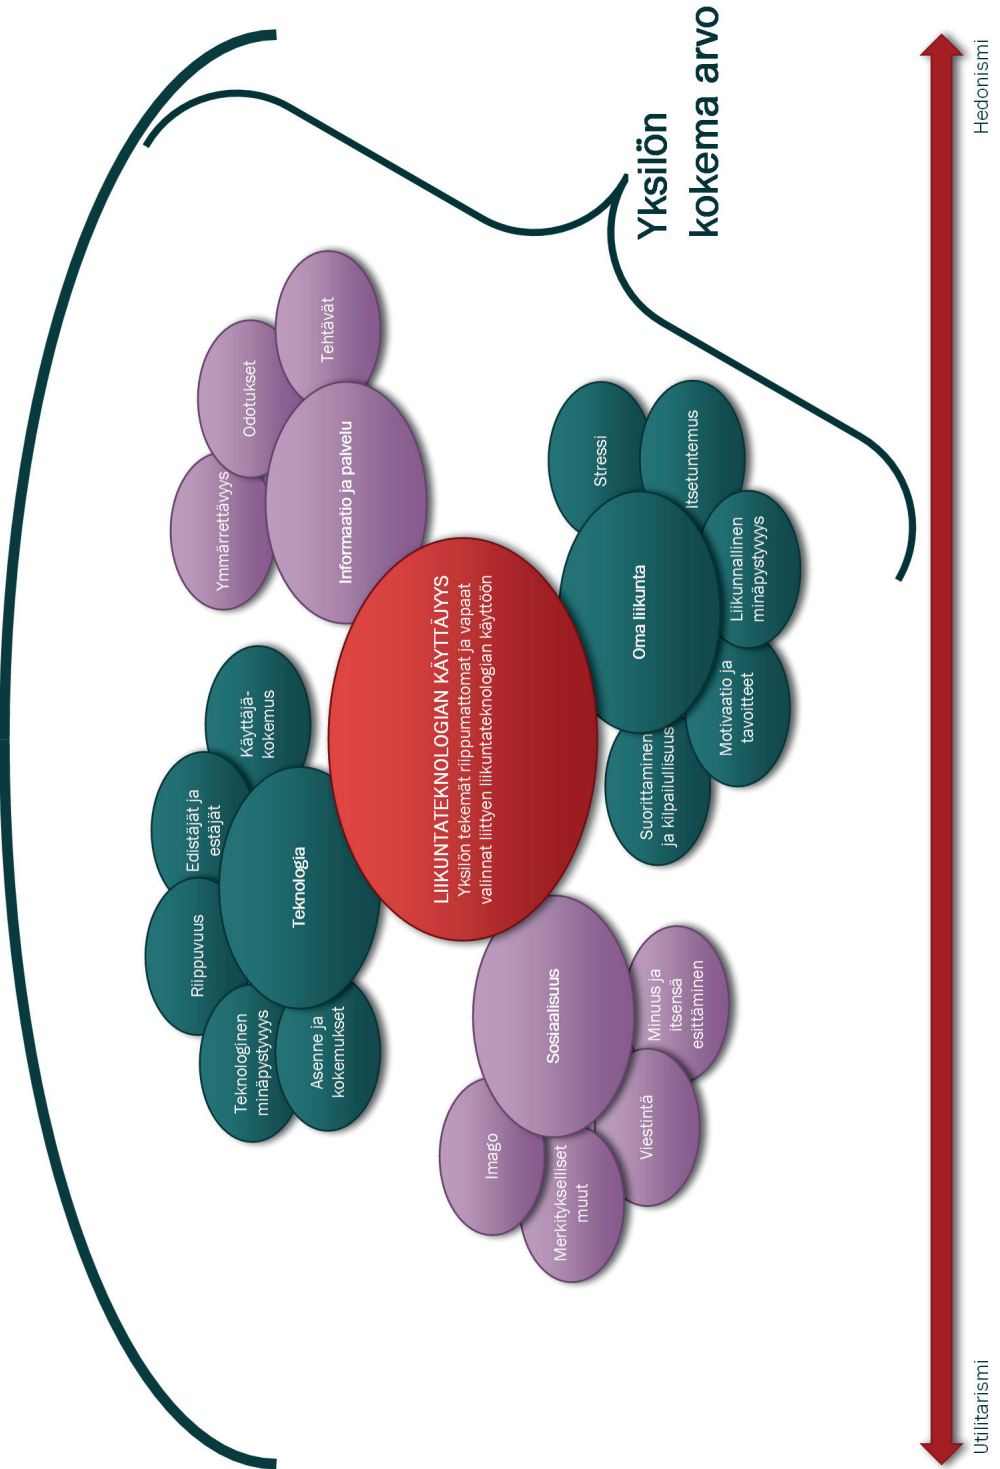 Teknologinen
minäpystyvyys
Riippuvuus
Edistäjät ja
estäjät
Käyttäjä-
kokemus
Asenne ja
kokemukset
Teknologia
Ymmärrettävyys
Odotukset
Tehtävät
Informaatio ja palvelu
LIIKUNTATEKNOLOGIAN KÄYTTÄJYYS
Yksilön tekemät riippumattomat ja vapaat
valinnat liittyen liikuntateknologian käyttöön
Imago
Merkitykselliset
muut
Viestintä
Minuus ja
itsensä
esittäminen
Sosiaalisuus
Oma liikunta
Stressi
Itsetuntemus
Liikunnallinen
minäpystyvyys
Motivaatio ja
tavoitteet
Suorittaminen
ja kilpailullisuus
Yksilön
kokema arvo
Utilitarismi
Hedonismi